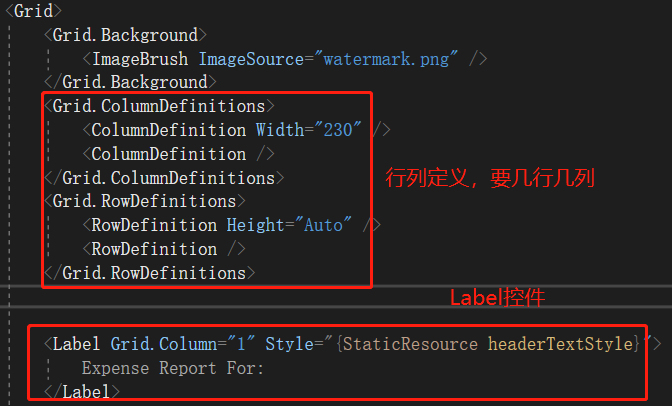 <Grid>
<Grid.Background>
<ImageBrush ImageSource="watermark.png" />
</Grid.Background>
<Grid.ColumnDefinitions>
<ColumnDefinition Width="230" />
<ColumnDefinition />
</Grid.ColumnDefinitions>
行列定义，要几行几列
<Grid.RowDefinitions>
<RowDefinition Height="Auto" />
<RowDefinition />
</Grid.RowDefinitions>
Label控件
<Label Grid.Column="1" Style="{StaticResource headerTextStyle}">
Expense Report For:
</Label>